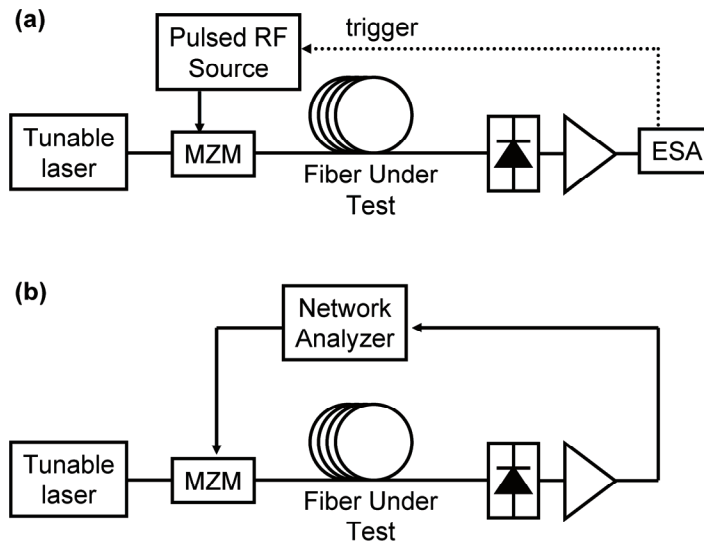 (a)
Pulsed RF
Source
trigger
Tunable
laser
MZM
Fiber Under
Test
ESA
(b)
Network
Analyzer
Tunable
laser
MZM
Fiber Under
Test